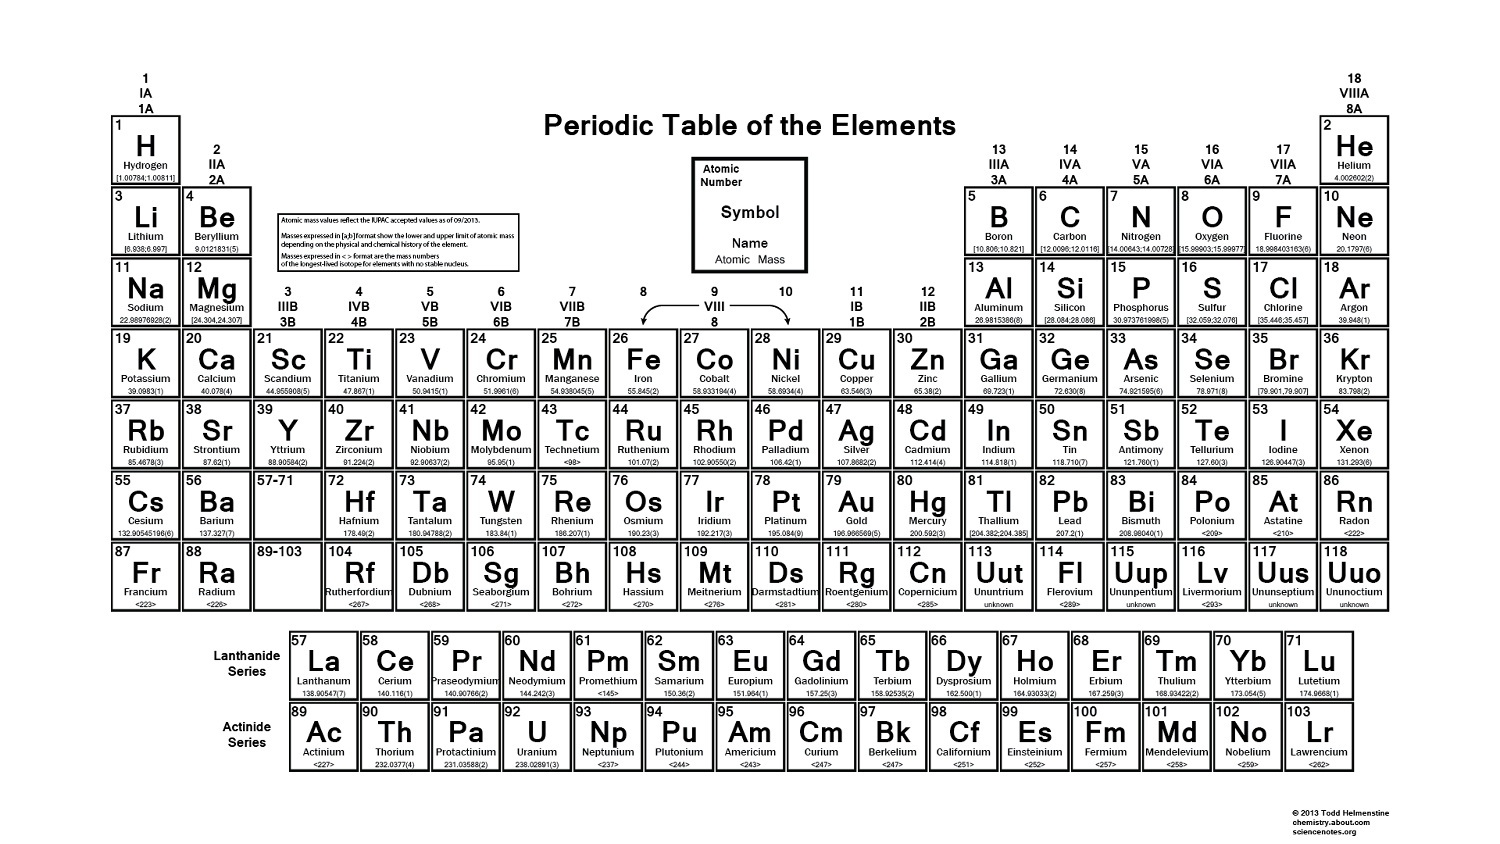 1
IA
1A
18
VIIIA
8A
Periodic Table of the Elements
1
H
Hydrogen
[1.00784;1.00811]
2
He
Helium
4.002602(2)
2
IIA
2A
13
IIIA
3A
14
IVA
4A
15
VA
5A
16
VIA
6A
17
VIIA
7A
Atomic
Number
Symbol
Name
Atomic Mass
3
Li
Lithium
[6.938;6.997]
4
Be
Beryllium
9.0121831(5)
Atomic mass values reflect the IUPAC accepted values as of 09/2013.
Masses expressed in [a;b] format show the lower and upper limit of atomic mass
depending on the physical and chemical history of the element.
Masses expressed in < > format are the mass numbers
of the longest-lived isotope for elements with no stable nucleus.
5
B
Boron
[10.806;10.821]
6
C
Carbon
[12.0096;12.0116]
7
N
Nitrogen
[14.00643;14.00728]
8
O
Oxygen
[15.99903;15.99977]
9
F
Fluorine
18.998403163(6)
10
Ne
Neon
20.1797(6)
11
Na
Sodium
22.98976928(2)
12
Mg
Magnesium
[24.304,24.307]
3
IIIB
3B
4
IVB
4B
5
VB
5B
6
VIB
6B
7
VIIB
7B
8
9
10
VIII
8
11
IB
1B
12
IIB
2B
13
Al
Aluminum
26.9815386(8)
14
Si
Silicon
[28.084;28.086]
15
P
Phosphorus
30.973761998(5)
16
S
Sulfur
[32.059;32.076]
17
Cl
Chlorine
[35.446;35.457]
18
Ar
Argon
39.948(1)
19
K
Potassium
39.0983(1)
20
Ca
Calcium
40.078(4)
21
Sc
Scandium
44.955908(5)
22
Ti
Titanium
47.867(1)
23
V
Vanadium
50.9415(1)
24
Cr
Chromium
51.9961(6)
25
Mn
Manganese
54.938045(5)
26
Fe
Iron
55.845(2)
27
Co
Cobalt
58.933194(4)
28
Ni
Nickel
58.6934(4)
29
Cu
Copper
63.546(3)
30
Zn
Zinc
65.38(2)
31
Ga
Gallium
69.723(1)
32
Ge
Germanium
72.630(8)
33
As
Arsenic
74.921595(6)
34
Se
Selenium
78.971(8)
35
Br
Bromine
[79.901,79.907]
36
Kr
Krypton
83.798(2)
37
Rb
Rubidium
85.4678(3)
38
Sr
Strontium
87.62(1)
39
Y
Yttrium
88.90584(2)
40
Zr
Zirconium
91.224(2)
41
Nb
Niobium
92.90637(2)
42
Mo
Molybdenum
95.95(1)
43
Tc
Technetium
<98>
44
Ru
Ruthenium
101.07(2)
45
Rh
Rhodium
102.90550(2)
46
Pd
Palladium
106.42(1)
47
Ag
Silver
107.8682(2)
48
Cd
Cadmium
112.414(4)
49
In
Indium
114.818(1)
50
Sn
Tin
118.710(7)
51
Sb
Antimony
121.760(1)
52
Te
Tellurium
127.60(3)
53
I
Iodine
126.90447(3)
54
Xe
Xenon
131.293(6)
55
Cs
Cesium
132.90545196(6)
56
Ba
Barium
137.327(7)
57-71
72
Hf
Hafnium
178.49(2)
73
Ta
Tantalum
180.94788(2)
74
W
Tungsten
183.84(1)
75
Re
Rhenium
186.207(1)
76
Os
Osmium
190.23(3)
77
Ir
Iridium
192.217(3)
78
Pt
Platinum
195.084(9)
79
Au
Gold
196.966569(5)
80
Hg
Mercury
200.592(3)
81
Tl
Thallium
[204.382;204.385]
82
Pb
Lead
207.2(1)
83
Bi
Bismuth
208.98040(1)
84
Po
Polonium
<209>
85
At
Astatine
<210>
86
Rn
Radon
<222>
87
Fr
Francium
<223>
88
Ra
Radium
<226>
89-103
104
Rf
Rutherfordium
<267>
105
Db
Dubnium
<268>
106
Sg
Seaborgium
<271>
107
Bh
Bohrium
<272>
108
Hs
Hassium
<270>
109
Mt
Meitnerium
<276>
110
Ds
Darmstadtium
<281>
111
Rg
Roentgenium
<280>
112
Cn
Copernicium
<285>
113
Uut
Ununtrium
unknown
114
Fl
Flerovium
<289>
115
Uup
Ununpentium
unknown
116
Lv
Livermorium
<293>
117
Uus
Ununseptium
unknown
118
Uuo
Ununoctium
unknown
Lanthanide
Series
57
La
Lanthanum
138.90547(7)
58
Ce
Cerium
140.116(1)
59
Pr
Praseodymium
140.90766(2)
60
Nd
Neodymium
144.242(3)
61
Pm
Promethium
<145>
62
Sm
Samarium
150.36(2)
63
Eu
Europium
151.964(1)
64
Gd
Gadolinium
157.25(3)
65
Tb
Terbium
158.92535(2)
66
Dy
Dysprosium
162.500(1)
67
Ho
Holmium
164.93033(2)
68
Er
Erbium
167.259(3)
69
Tm
Thulium
168.93422(2)
70
Yb
Ytterbium
173.054(5)
71
Lu
Lutetium
174.9668(1)
Actinide
Series
89
Ac
Actinium
<227>
90
Th
Thorium
232.0377(4)
91
Pa
Protactinium
231.03588(2)
92
U
Uranium
238.02891(3)
93
Np
Neptunium
<237>
94
Pu
Plutonium
<244>
95
Am
Americium
<243>
96
Cm
Curium
<247>
97
Bk
Berkelium
<247>
98
Cf
Californium
<251>
99
Es
Einsteinium
<252>
100
Fm
Fermium
<257>
101
Md
Mendelevium
<258>
102
No
Nobelium
<259>
103
Lr
Lawrencium
<262>
© 2013 Todd Helmenstine
chemistry.about.com
sciencenotes.org